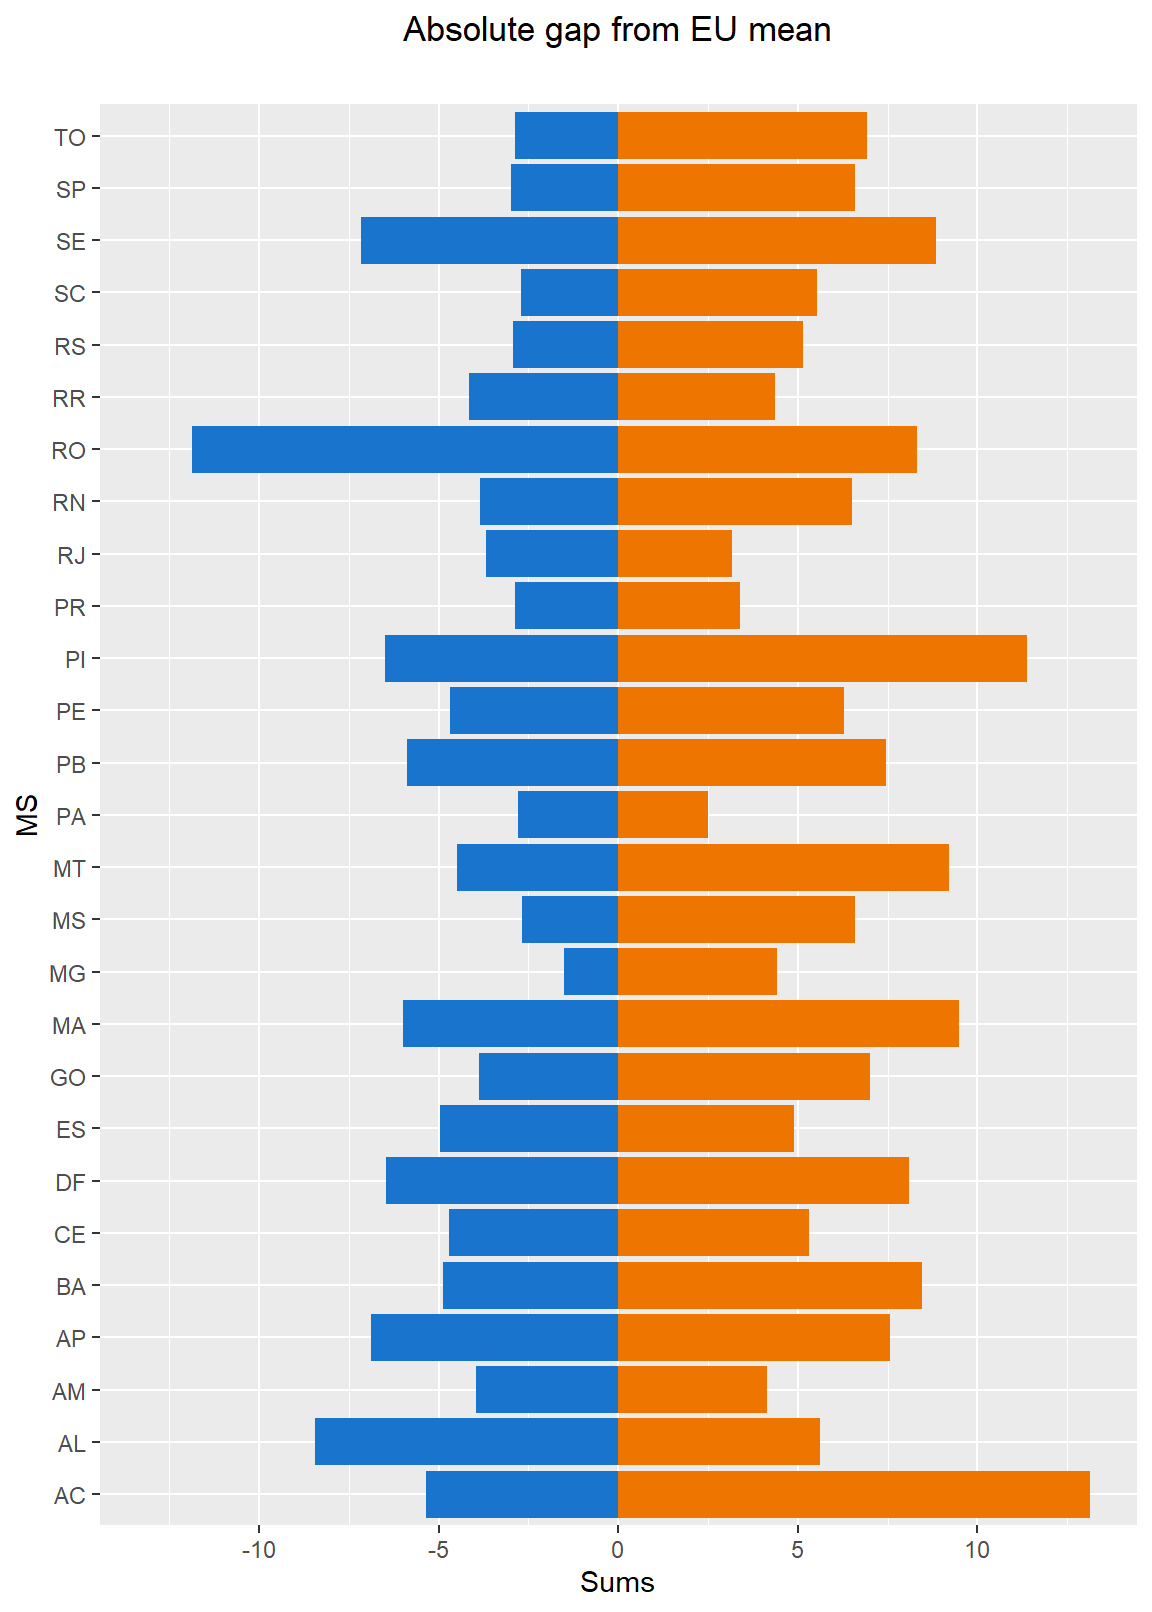 Absolute gap from EU mean
TO
SP
SE
SC
RS
RR
RO
RN
RJ
PR
PI
PE
PB
PA
MT
MS
MG
MA
GO
ES
DF
CE
BA
AP
AM
AL
AC
MS
-10 -5 0 5 10
Sums